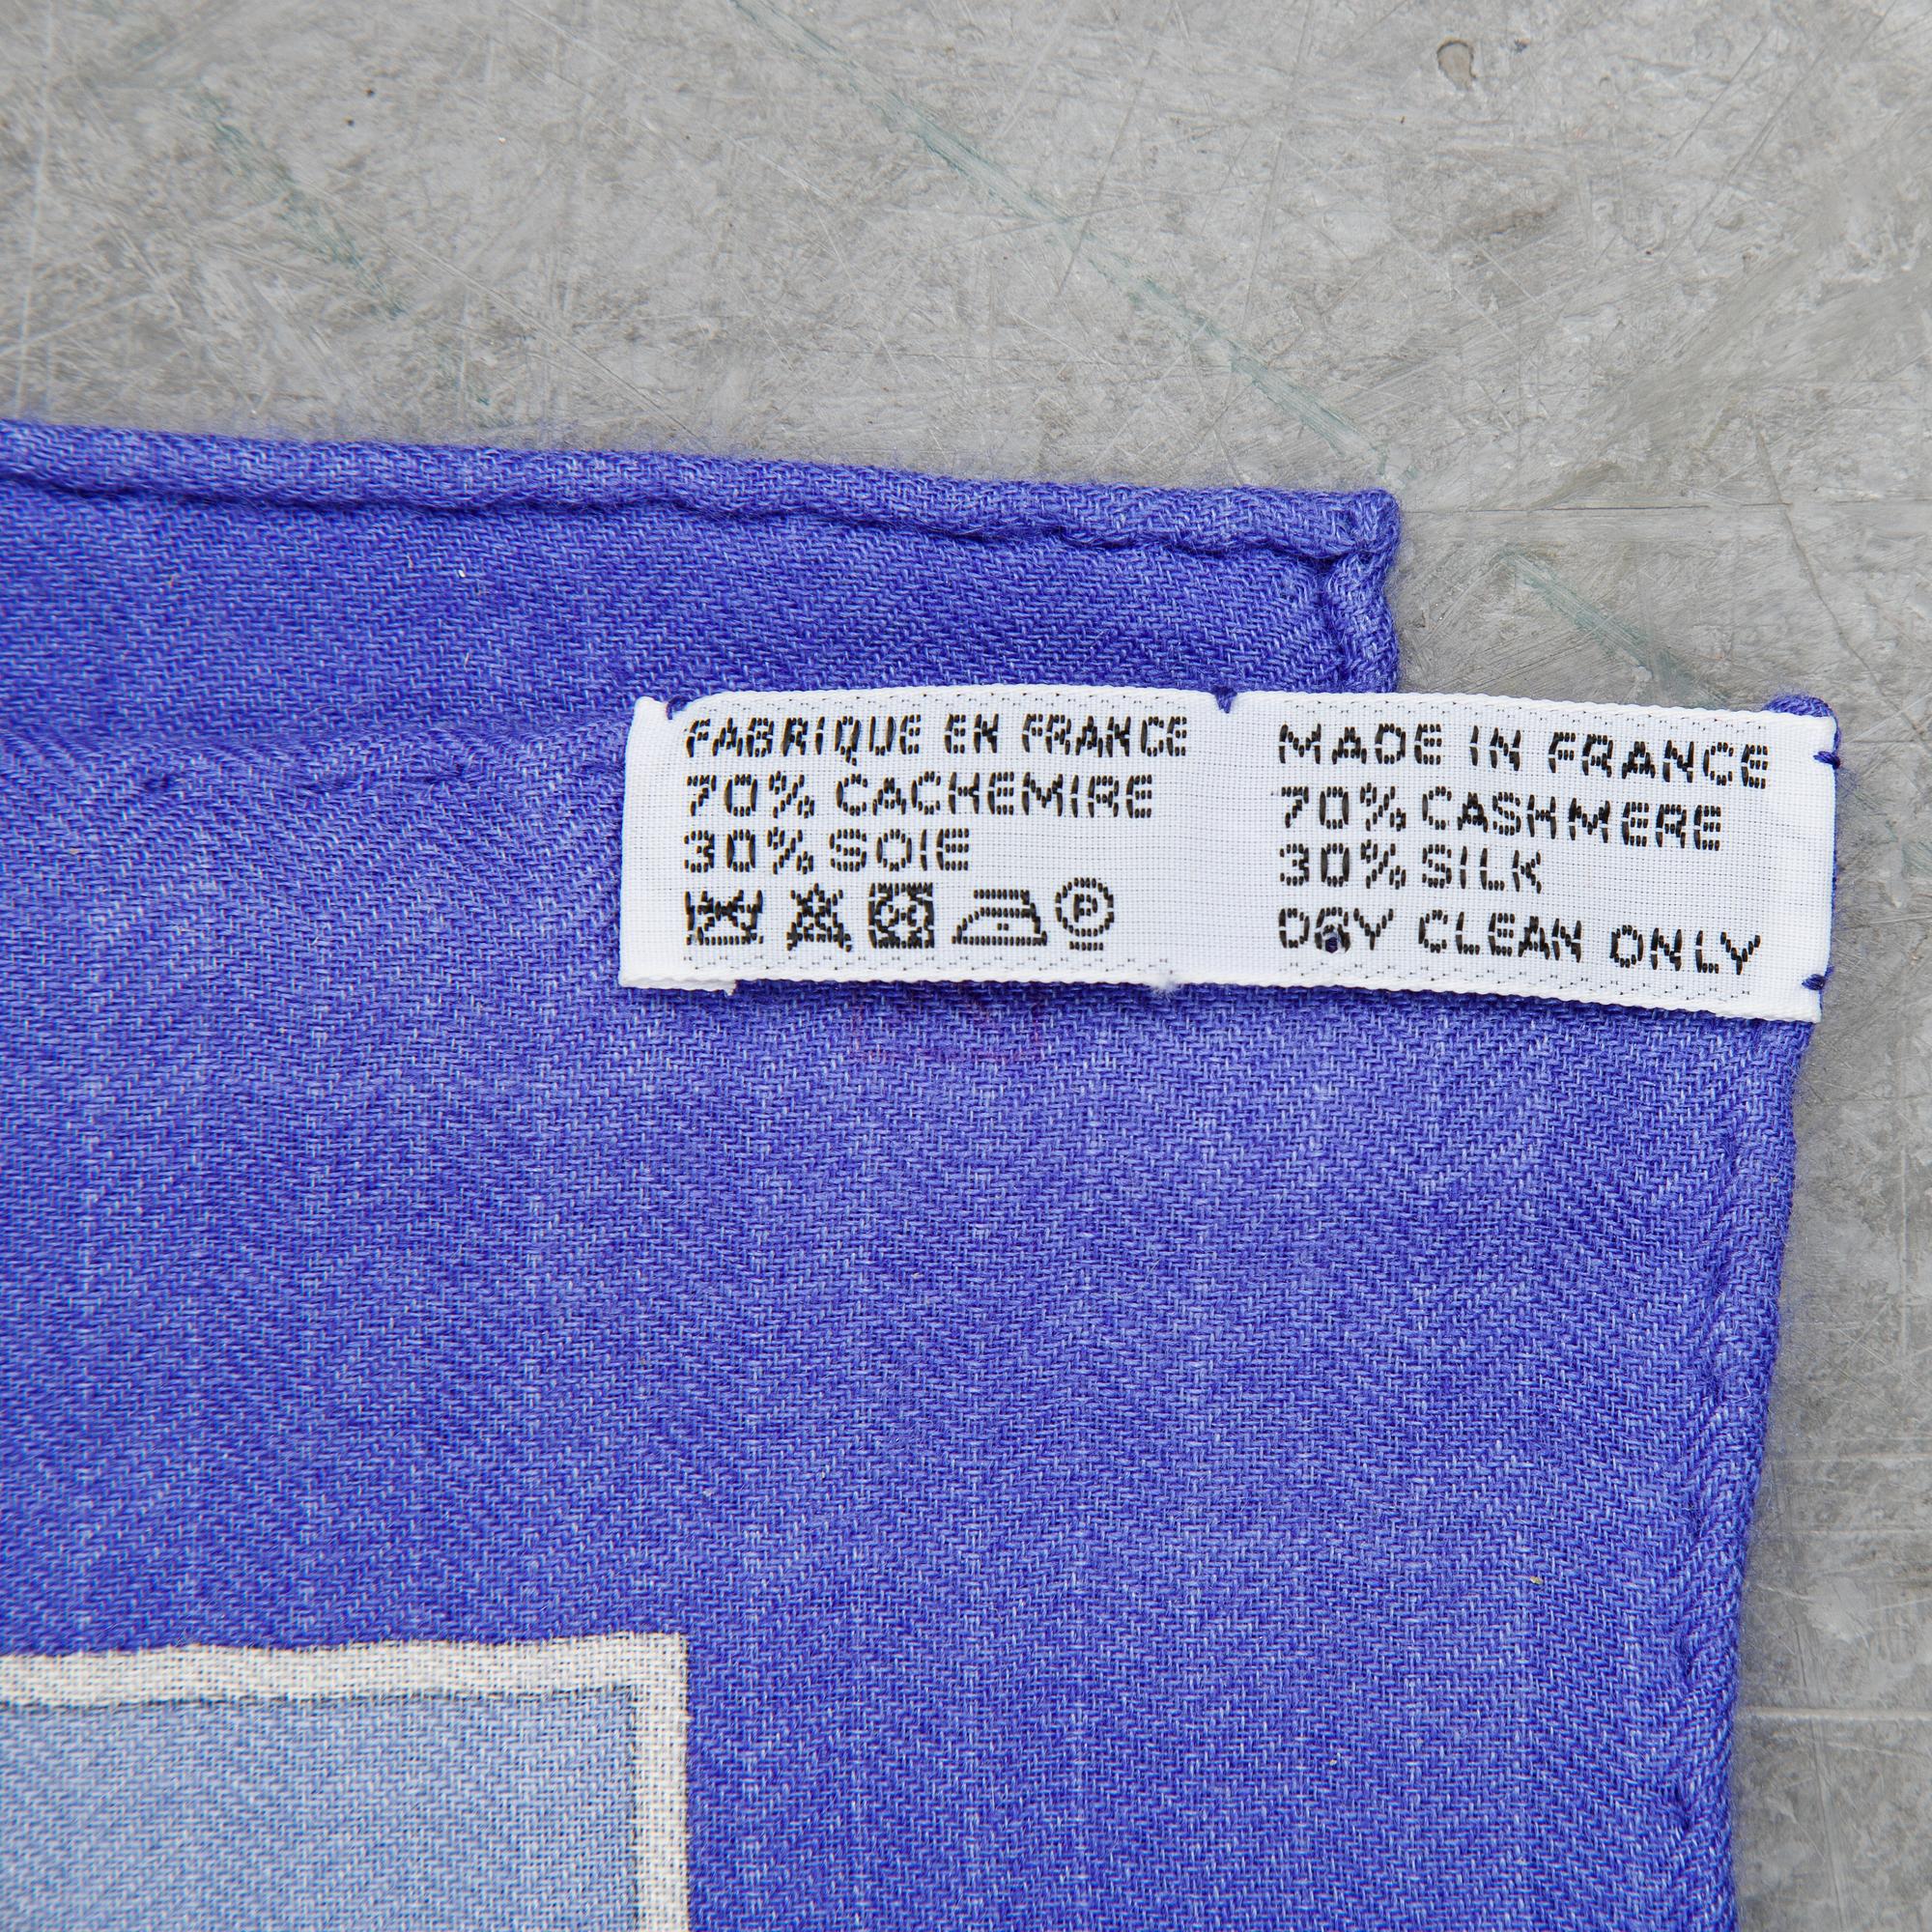 FABRIQUE EN FRANCE
70% CACHEMIRE
30% SOIE
P
MADE IN FRANCE
70% CASHMERE
30% SILK
DRY CLEAN ONLY